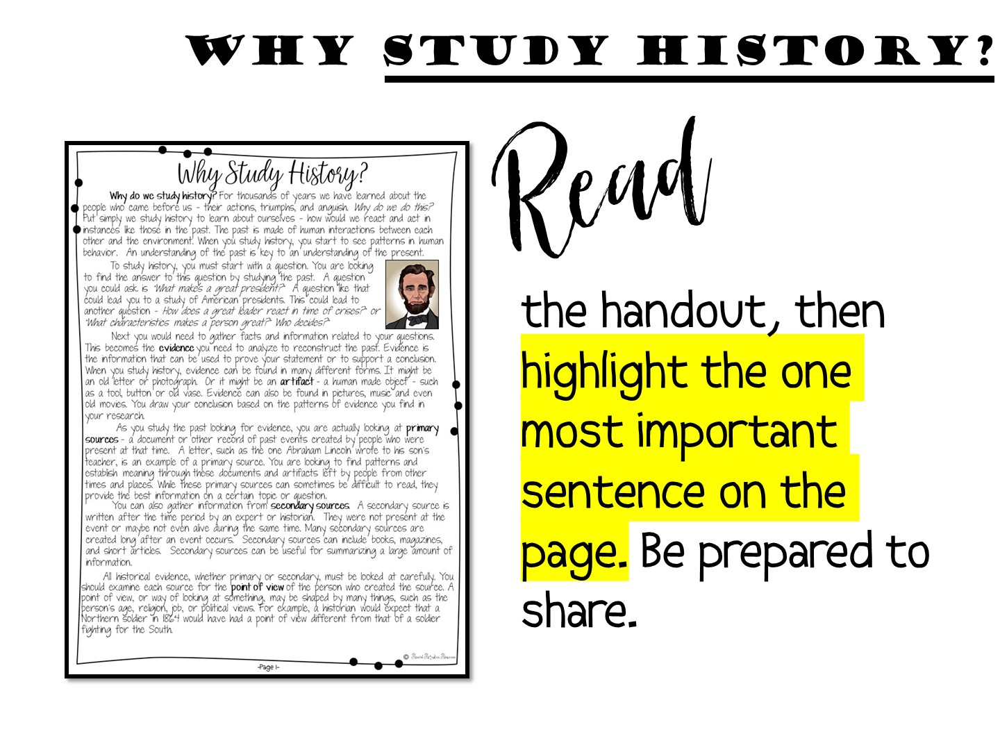 WHY STUDY HISTORY?
Why Study History?
Why do we study history? For thousands of years we have learned about the
people who came before us - their actions, triumphs, and anguish. Why do we do this?
Put simply we study history to learn about ourselves - how would we react and act in
instances like those in the past. The past is made of human interactions between each
other and the environment. When you study history, you start to see patterns in human
behavior. An understanding of the past is key to an understanding of the present.
To study history, you must start with a question. You are looking
to find the answer to this question by studying the past. A question
you could ask is "What makes a great president?" A question like that
could lead you to a study of American presidents. This could lead to
another question - How does a great leader react in time of crises?" or
"What characteristics makes a person great? Who decides?"
Next you would need to gather facts and information related to your questions.
This becomes the evidence you need to analyze to reconstruct the past. Evidence is
the information that can be used to prove your statement or to support a conclusion.
When you study history, evidence can be found in many different forms. It might be
an old letter or photograph. Or it might be an artifact - a human made object - such
as a tool, button or old vase. Evidence can also be found in pictures, music and even
old movies. You draw your conclusion based on the patterns of evidence you find in
your research.
As you study the past looking for evidence, you are actually looking at primary
sources - a document or other record of past events created by people who were
present at that time. A letter, such as the one Abraham Lincoln wrote to his son's
teacher, is an example of a primary source. You are looking to find patterns and
establish meaning through these documents and artifacts left by people from other
times and places. While these primary sources can sometimes be difficult to read, they
provide the best information on a certain topic or question.
You can also gather information from secondary sources. A secondary source is
written after the time period by an expert or historian. They were not present at the
event or maybe not even alive during the same time. Many secondary sources are
created long after an event occurs. Secondary sources can include books, magazines,
and short articles. Secondary sources can be useful for summarizing a large amount of
information.
All historical evidence, whether primary or secondary, must be looked at carefully. You
should examine each source for the point of view of the person who created the source. A
point of view, or way of looking at something, may be shaped by many things, such as the
person's age, religion, job, or political views. For example, a historian would expect that a
Northern soldier in 1864 would have had a point of view different from that of a soldier
fighting for the South.
© Social Studies
-Page 1-
Read
the handout, then
highlight the one
most important
sentence on the
page. Be prepared to
share.